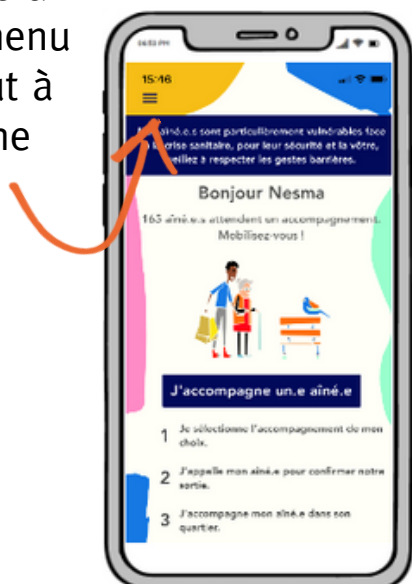 menu
ut à
ne
15:46
aîné.e.s sont particulièrement vulnérables face
crise sanitaire, pour leur sécurité et la vôtre,
veillez à respecter les gestes barrières.
Bonjour Nesma
165 aîné.e.s attendent un accompagnement.
Mobilisez-vous !
J'accompagne un.e aîné.e
1 Je sélectionne l'accompagnement de mon
choix.
2 J'appelle mon aîné.e pour confirmer notre
sortie.
3 J'accompagne mon aîné.e dans son
quartier.